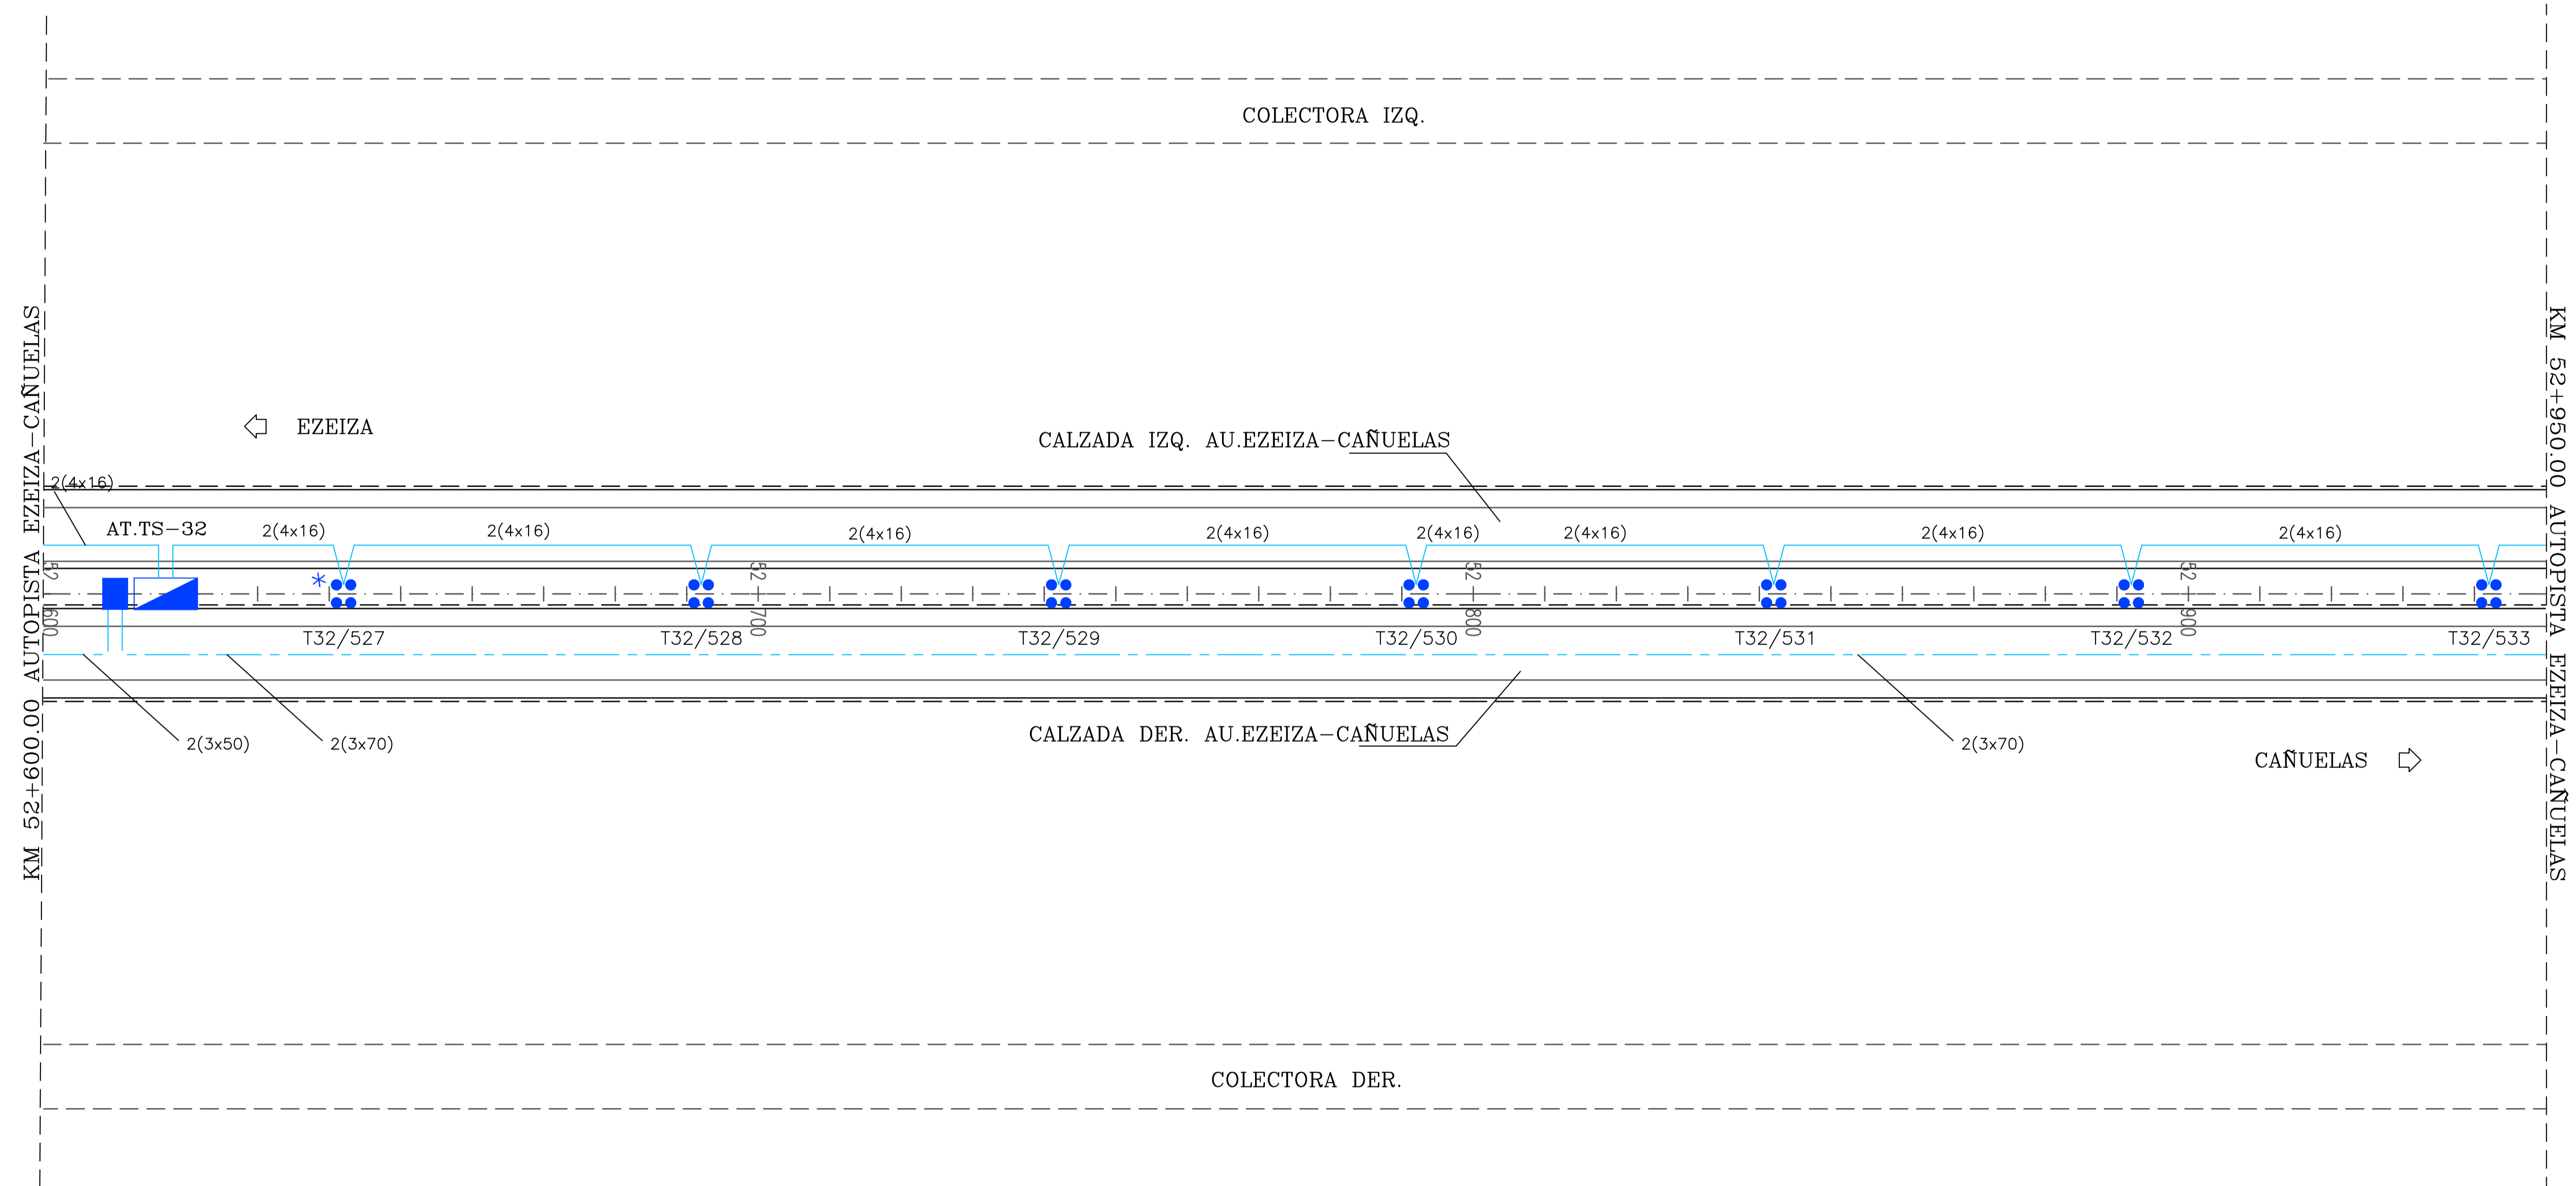 COLECTORA IZQ.
KM 52+600.00 AUTOPISTA EZEIZA-CAÑUELAS
KM 52+950.00 AUTOPISTA EZEIZA-CAÑUELAS
EZEIZA
CALZADA IZQ. AU.EZEIZA-CAÑUELAS
2(4x16)
AT.TS-32
2(4x16)
2(4x16)
2(4x16)
2(4x16)
2(4x16)
2(4x16)
2(4x16)
2(4x16)
52 600
*
52 700
52 800
52 900
T32/527
T32/528
T32/529
T32/530
T32/531
T32/532
T32/533
2(3x50)
2(3x70)
CALZADA DER. AU.EZEIZA-CAÑUELAS
2(3x70)
CAÑUELAS
COLECTORA DER.